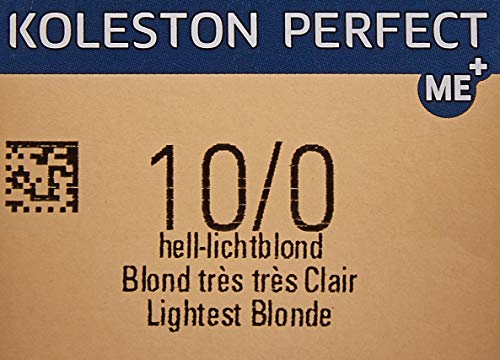 KOLESTON PERFECT
ME+
10/0
hell-lichtblond
Blond très très Clair
Lightest Blonde